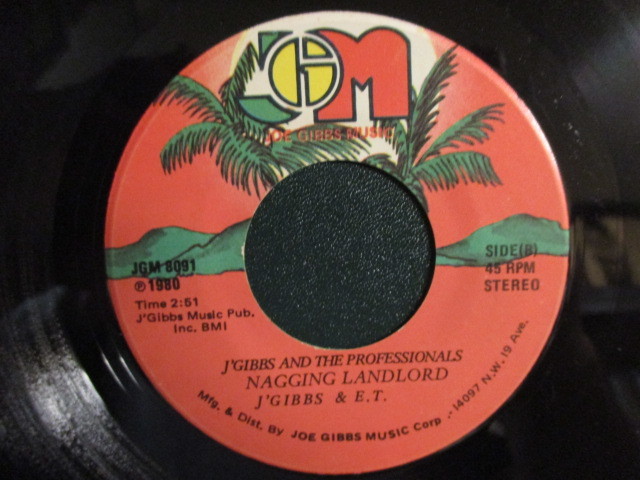 JGM
JOE GIBBS MUSIC
JGM 8091
℗ 1980
Time 2:51
J'Gibbs Music Pub.
Inc. BMI
SIDE(B)
45 RPM
STEREO
J'GIBBS AND THE PROFESSIONALS
NAGGING LANDLORD
J'GIBBS & E.T.
Mfg. & Dist. By JOE GIBBS MUSIC Corp .- 14097 N.W. 19 Ave.